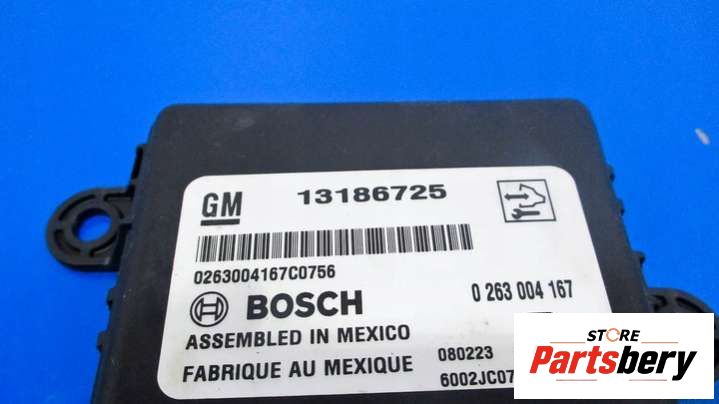 GM 13186725
0263004167C0756
BOSCH 0 263 004 167
ASSEMBLED IN MEXICO
FABRIQUE AU MEXIQUE 080223
6002JC07
STORE
Partsbery